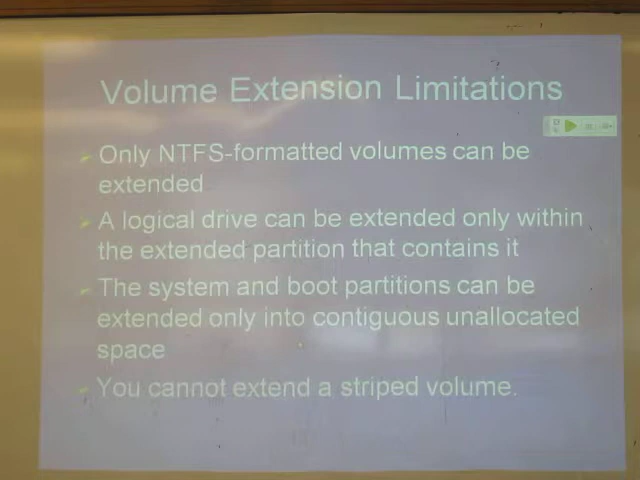 Volume Extension Limitations
Only NTFS-formatted volumes can be
extended
A logical drive can be extended only within
the extended partition that contains it
The system and boot partitions can be
extended only into contiguous unallocated
space
You cannot extend a striped volume.